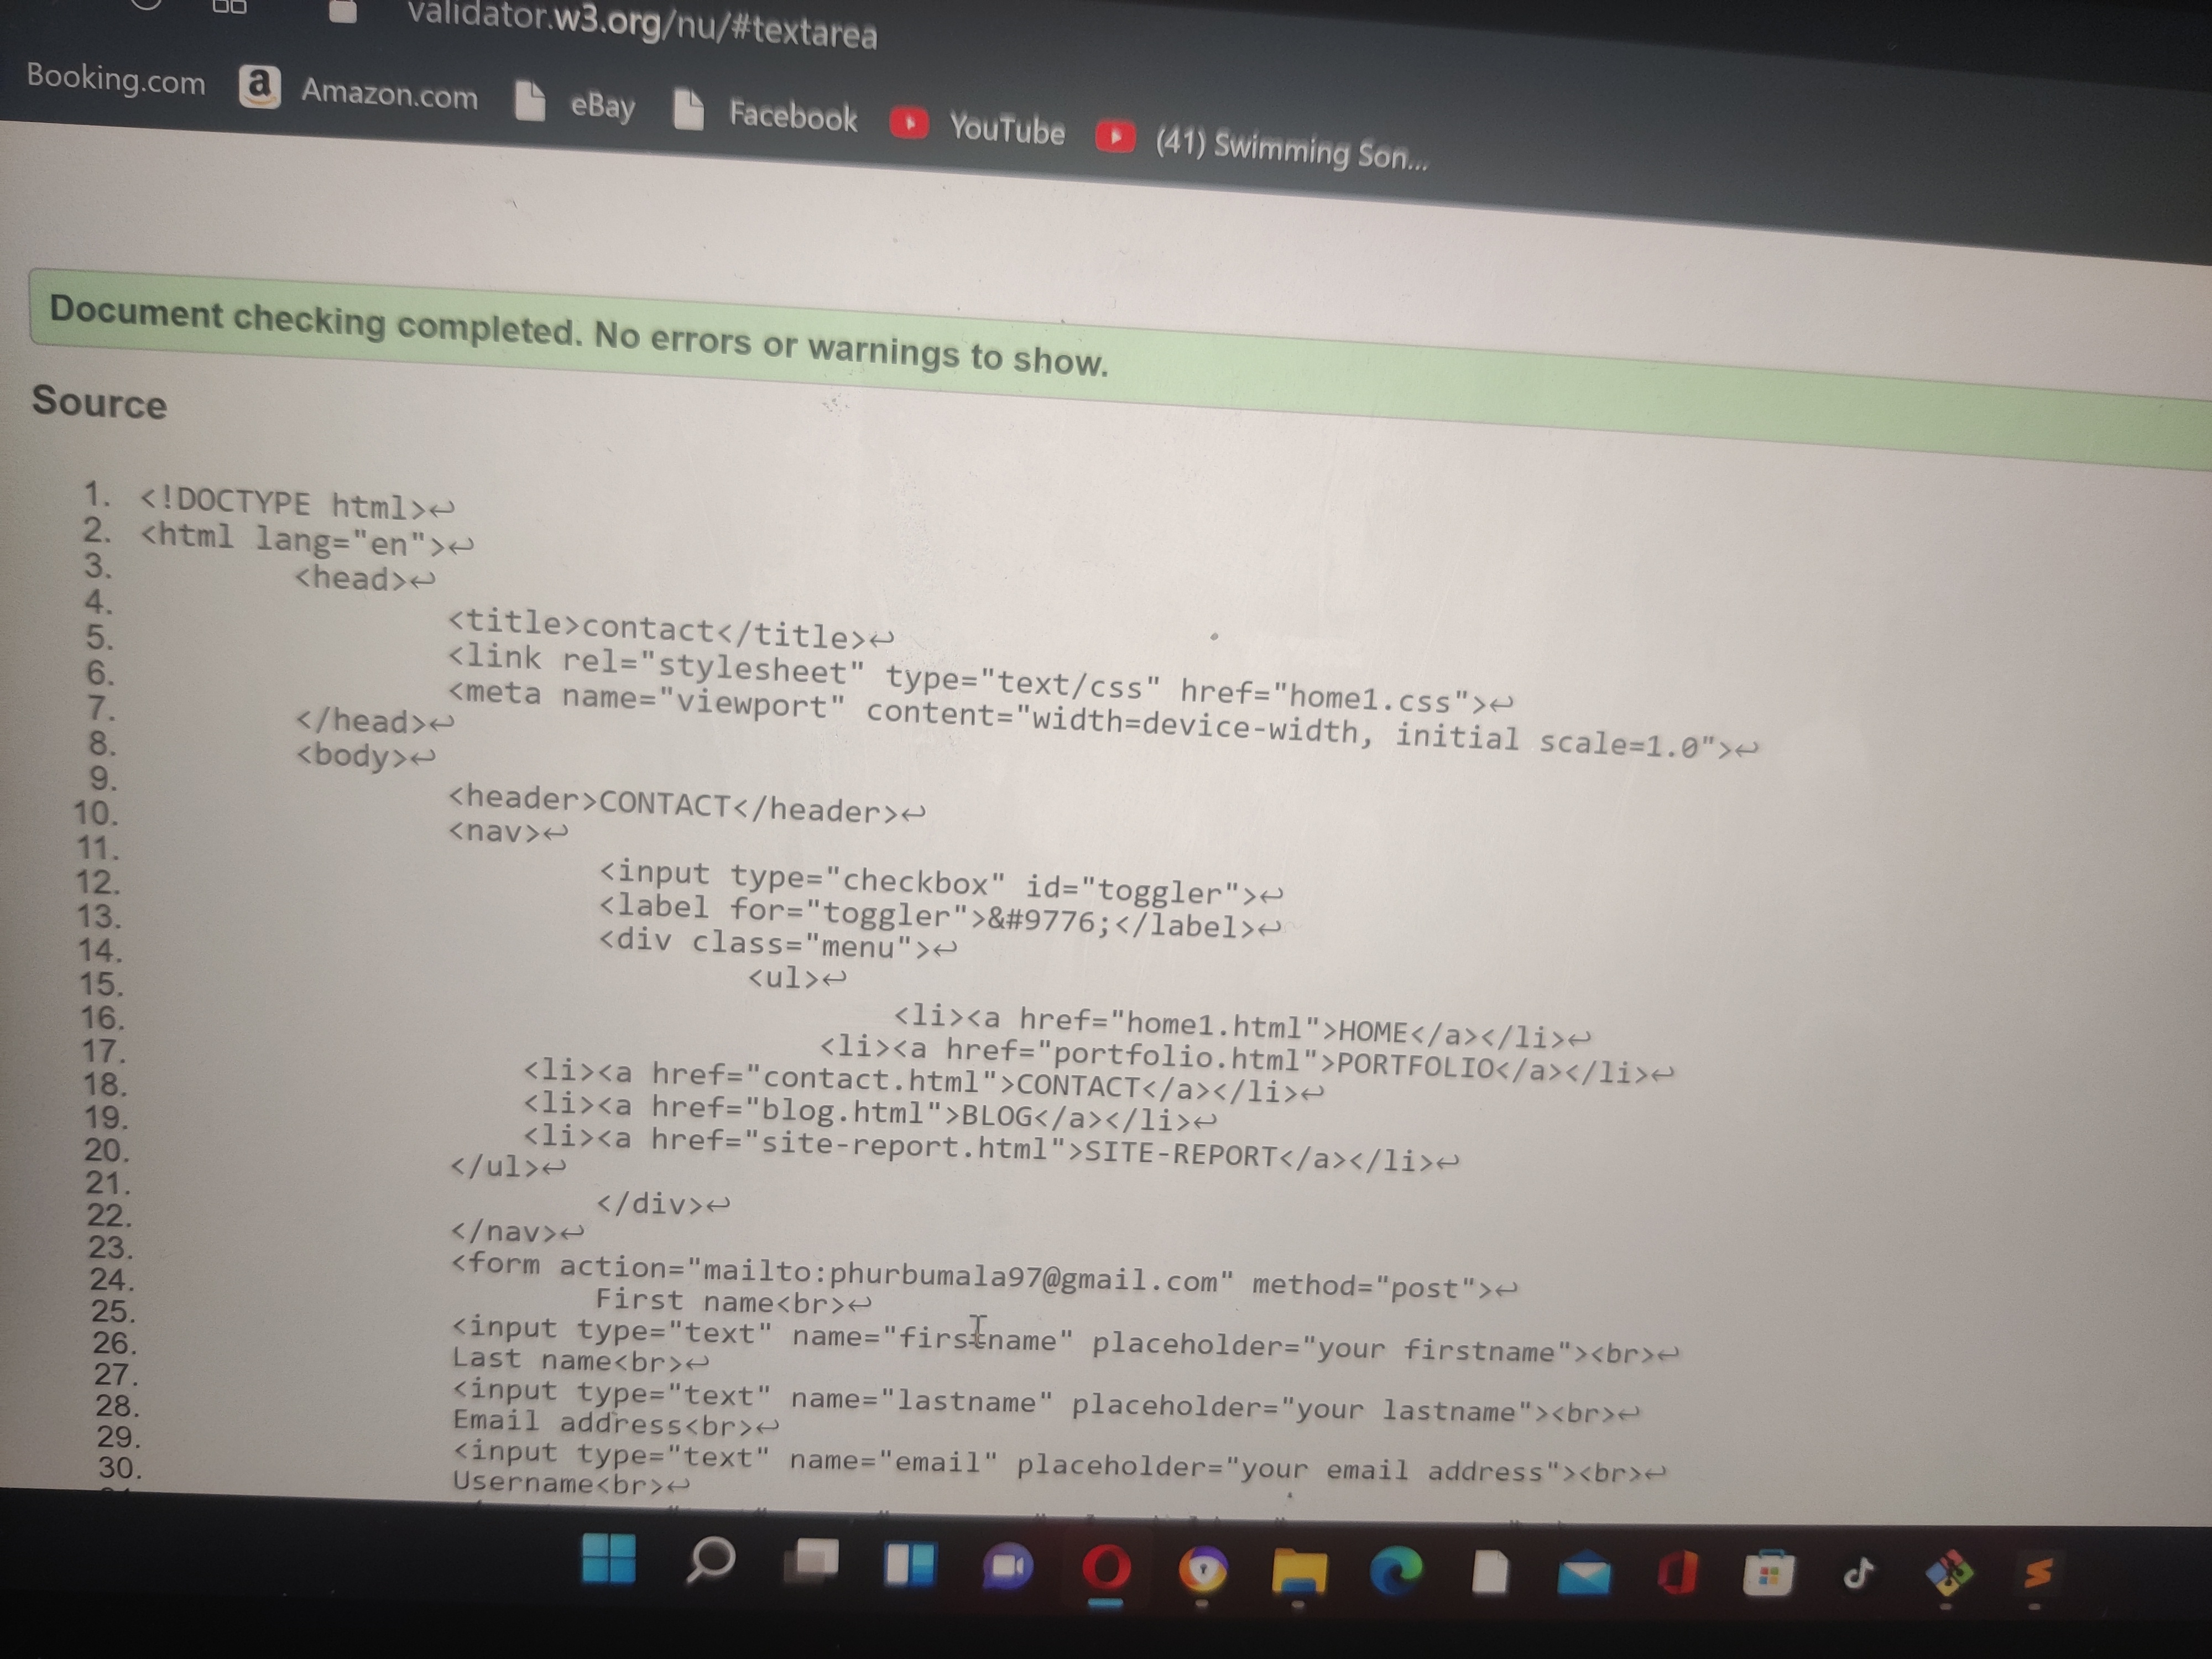 validator.w3.org/nu/#textarea
Booking.com Amazon.com eBay Facebook YouTube (41) Swimming Son...
Document checking completed. No errors or warnings to show.
Source
1. <!DOCTYPE html>↩
2. <html lang="en">↩
3. <head>↩
4. <title>contact</title>↩
5. <link rel="stylesheet" type="text/css" href="home1.css">↩
6. <meta name="viewport" content="width=device-width, initial scale=1.0">↩
7. </head>↩
8. <body>↩
9. <header>CONTACT</header>↩
10. <nav>↩
11. <input type="checkbox" id="toggler">↩
12. <label for="toggler">&#9776;</label>↩
13. <div class="menu">↩
14. <ul>↩
15. <li><a href="home1.html">HOME</a></li>↩
16. <li><a href="portfolio.html">PORTFOLIO</a></li>↩
17. <li><a href="contact.html">CONTACT</a></li>↩
18. <li><a href="blog.html">BLOG</a></li>↩
19. <li><a href="site-report.html">SITE-REPORT</a></li>↩
20. </ul>↩
21. </div>↩
22. </nav>↩
23. <form action="mailto:phurbumala97@gmail.com" method="post">↩
24. First name<br>↩
25. <input type="text" name="firstname" placeholder="your firstname"><br>↩
26. Last name<br>↩
27. <input type="text" name="lastname" placeholder="your lastname"><br>↩
28. Email address<br>↩
29. <input type="text" name="email" placeholder="your email address"><br>↩
30. Username<br>↩